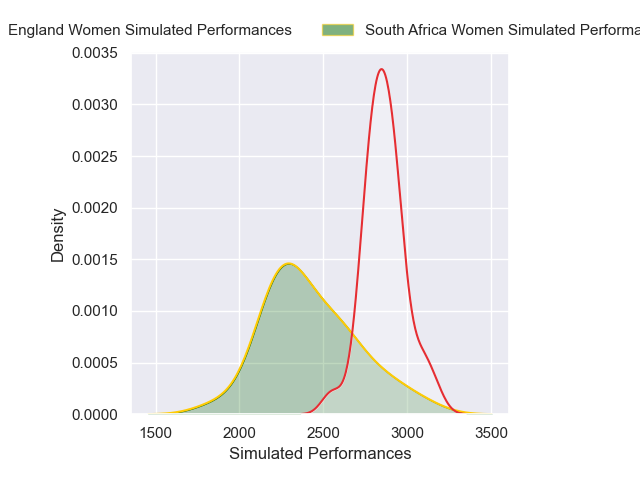 England Women Simulated Performances South Africa Women Simulated
0.0035
0.0030
0.0025
0.0020
0.0015
0.0010
0.0005
0.0000
Density
1500 2000 2500 3000 3500
Simulated Performances